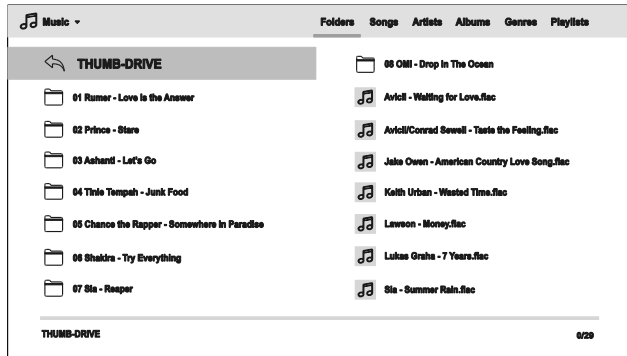 Music
Folders Songs Artists Albums Genres Playlists
THUMB-DRIVE
01 Rumer - Love Is the Answer
02 Prince - Stare
03 Ashanti - Let's Go
04 Tinie Tempah - Junk Food
05 Chance the Rapper - Somewhere in Paradise
06 Shakira - Try Everything
07 Sia - Reaper
08 OMI - Drop In The Ocean
Avicii - Waiting for Love.flac
Avicii/Conrad Sewell - Taste the Feeling.flac
Jake Owen - American Country Love Song.flac
Keith Urban - Wasted Time.flac
Lawson - Money.flac
Lukas Graha - 7 Years.flac
Sia - Summer Rain.flac
THUMB-DRIVE
0/29